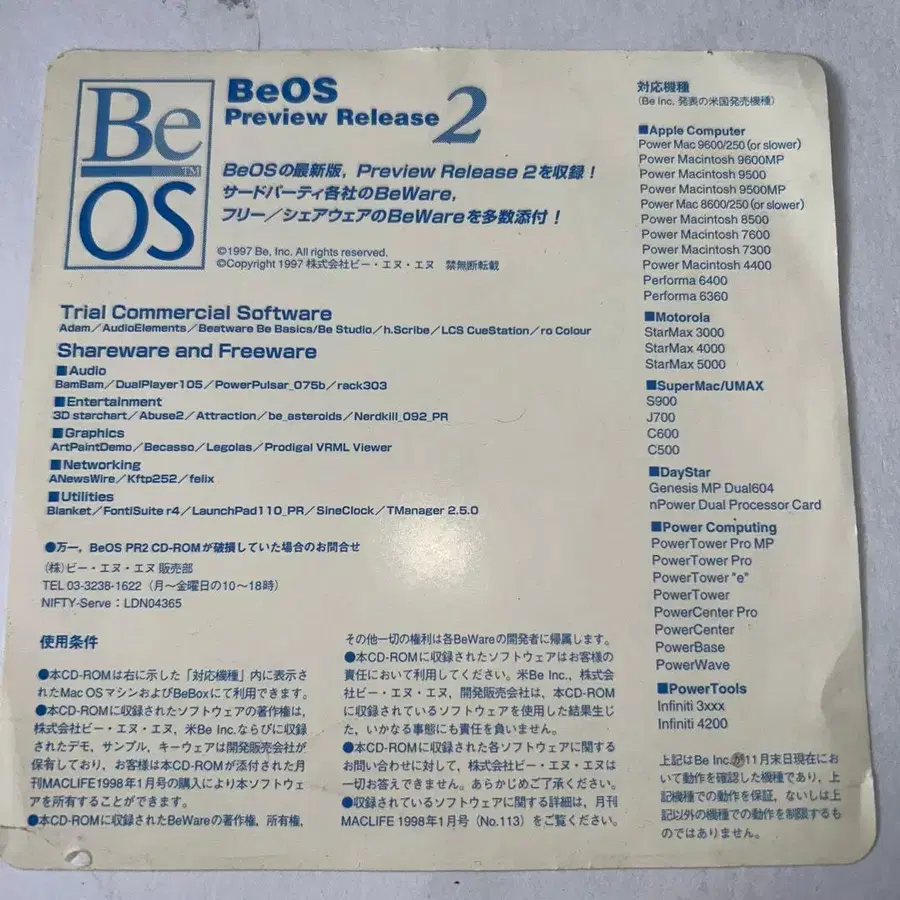 Be
TM
OS
BeOS
Preview Release 2
BeOSの最新版, Preview Release 2を収録！
サードパーティ各社のBeWare,
フリー／シェアウェアのBeWareを多数添付！
©1997 Be, Inc. All rights reserved.
©Copyright 1997 株式会社ビー・エヌ・エヌ　禁無断転載
Trial Commercial Software
Adam／AudioElements／Beatware Be Basics/Be Studio／h.Scribe／LCS CueStation／ro Colour
Shareware and Freeware
■Audio
BamBam／DualPlayer105／PowerPulsar_075b／rack303
■Entertainment
3D starchart／Abuse2／Attraction／be_asteroids／Nerdkill_092_PR
■Graphics
ArtPaintDemo／Becasso／Legolas／Prodigal VRML Viewer
■Networking
ANewsWire／Kftp252／felix
■Utilities
Blanket／FontiSuite r4／LaunchPad110_PR／SineClock／TManager 2.5.0
●万一, BeOS PR2 CD-ROMが破損していた場合のお問合せ
(株)ビー・エヌ・エヌ 販売部
TEL 03-3238-1622（月〜金曜日の10〜18時）
NIFTY-Serve：LDN04365
使用条件
●本CD-ROMは右に示した「対応機種」内に表示さ
れたMac OSマシンおよびBeBoxにて利用できます。
●本CD-ROMに収録されたソフトウェアの著作権は,
株式会社ビー・エヌ・エヌ, 米Be Inc.ならびに収録
されたデモ, サンプル, キーウェアは開発販売会社が
保有しており, お客様は本CD-ROMが添付された月
刊MACLIFE1998年1月号の購入により本ソフトウェ
アを所有することができます。
●本CD-ROMに収録されたBeWareの著作権, 所有権,
その他一切の権利は各BeWareの開発者に帰属します。
●本CD-ROMに収録されたソフトウェアはお客様の
責任において利用してください。米Be Inc., 株式会
社ビー・エヌ・エヌ, 開発販売会社は, 本CD-ROM
に収録されているソフトウェアを使用した結果生じ
た, いかなる事態にも責任を負いません。
●本CD-ROMに収録された各ソフトウェアに関する
お問い合わせに対して, 株式会社ビー・エヌ・エヌは
一切お答えできません。あらかじめご了承ください。
●収録されているソフトウェアに関する詳細は, 月刊
MACLIFE 1998年1月号（No.113）をご覧ください。
対応機種
(Be Inc. 発表の米国発売機種)
■Apple Computer
Power Mac 9600/250 (or slower)
Power Macintosh 9600MP
Power Macintosh 9500
Power Macintosh 9500MP
Power Mac 8600/250 (or slower)
Power Macintosh 8500
Power Macintosh 7600
Power Macintosh 7300
Power Macintosh 4400
Performa 6400
Performa 6360
■Motorola
StarMax 3000
StarMax 4000
StarMax 5000
■SuperMac/UMAX
S900
J700
C600
C500
■DayStar
Genesis MP Dual604
nPower Dual Processor Card
■Power Computing
PowerTower Pro MP
PowerTower Pro
PowerTower "e"
PowerTower
PowerCenter Pro
PowerCenter
PowerBase
PowerWave
■PowerTools
Infiniti 3xxx
Infiniti 4200
上記はBe Inc.が11月末日現在にお
いて動作を確認した機種であり, 上
記機種での動作を保証, ないしは上
記以外の機種での動作を制限するも
のではありません。